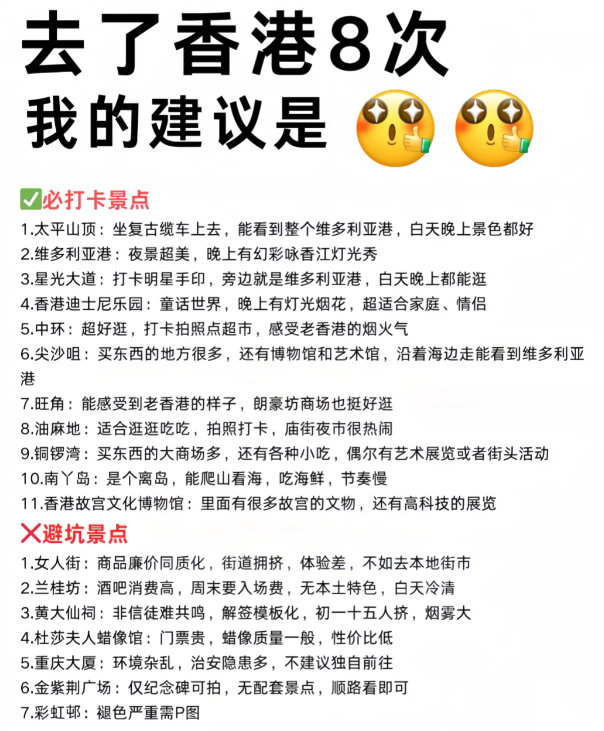 去了香港8次
我的建议是
必打卡景点
1.太平山顶：坐复古缆车上去，能看到整个维多利亚港，白天晚上景色都好
2.维多利亚港：夜景超美，晚上有幻彩咏香江灯光秀
3.星光大道：打卡明星手印，旁边就是维多利亚港，白天晚上都能逛
4.香港迪士尼乐园：童话世界，晚上有灯光烟花，超适合家庭、情侣
5.中环：超好逛，打卡拍照点超市，感受老香港的烟火气
6.尖沙咀：买东西的地方很多，还有博物馆和艺术馆，沿着海边走能看到维多利亚
港
7.旺角：能感受到老香港的样子，朗豪坊商场也挺好逛
8.油麻地：适合逛逛吃吃，拍照打卡，庙街夜市很热闹
9.铜锣湾：买东西的大商场多，还有各种小吃，偶尔有艺术展览或者街头活动
10.南丫岛：是个离岛，能爬山看海，吃海鲜，节奏慢
11.香港故宫文化博物馆：里面有很多故宫的文物，还有高科技的展览
避坑景点
1.女人街：商品廉价同质化，街道拥挤，体验差，不如去本地街市
2.兰桂坊：酒吧消费高，周末要入场费，无本土特色，白天冷清
3.黄大仙祠：非信徒难共鸣，解签模板化，初一十五人挤，烟雾大
4.杜莎夫人蜡像馆：门票贵，蜡像质量一般，性价比低
5.重庆大厦：环境杂乱，治安隐患多，不建议独自前往
6.金紫荆广场：仅纪念碑可拍，无配套景点，顺路看即可
7.彩虹邨：褪色严重需P图